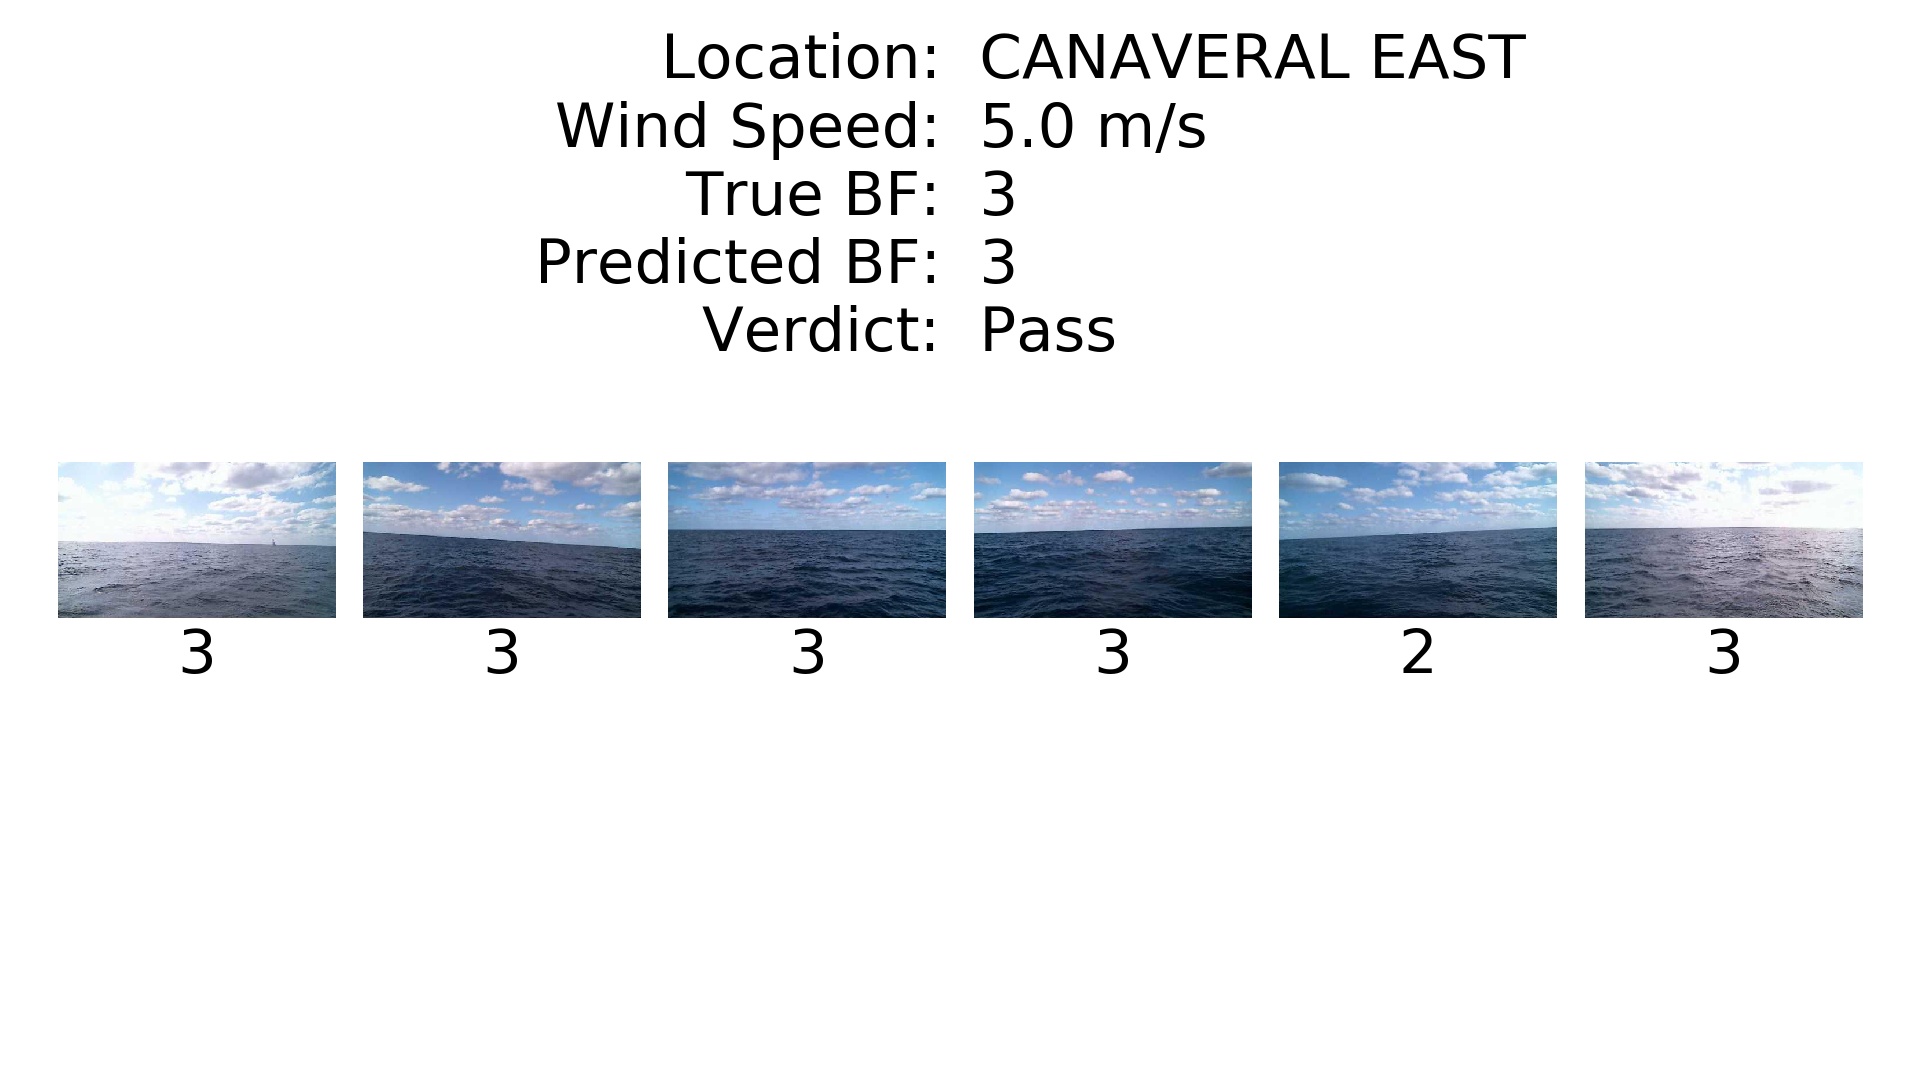 Location: CANAVERAL EAST
Wind Speed: 5.0 m/s
True BF: 3
Predicted BF: 3
Verdict: Pass
3 3 3 3 2 3